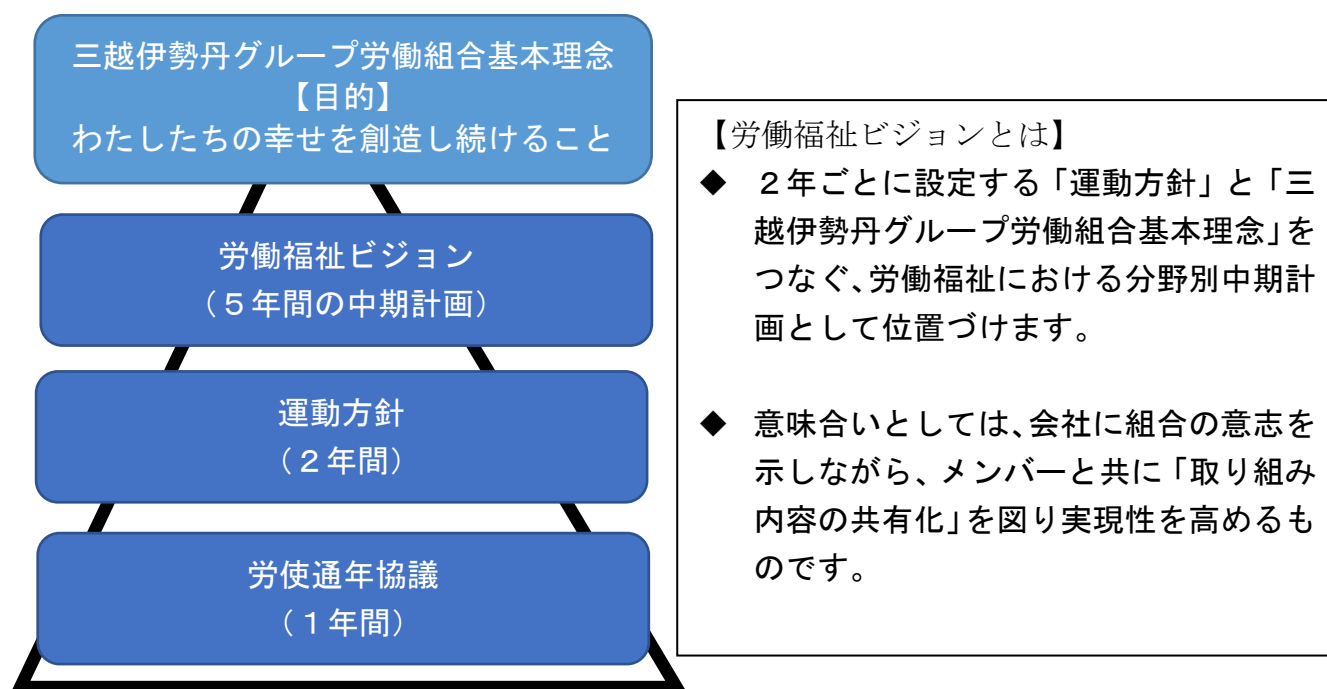 三越伊勢丹グループ労働組合基本理念
【目的】
わたしたちの幸せを創造し続けること
労働福祉ビジョン
(5年間の中期計画)
運動方針
(2年間)
労使通年協議
(1年間)
【労働福祉ビジョンとは】
◆ 2年ごとに設定する「運動方針」と「三
越伊勢丹グループ労働組合基本理念」を
つなぐ、労働福祉における分野別中期計
画として位置づけます。
◆ 意味合いとしては、会社に組合の意志を
示しながら、メンバーと共に「取り組み
内容の共有化」を図り実現性を高めるも
のです。